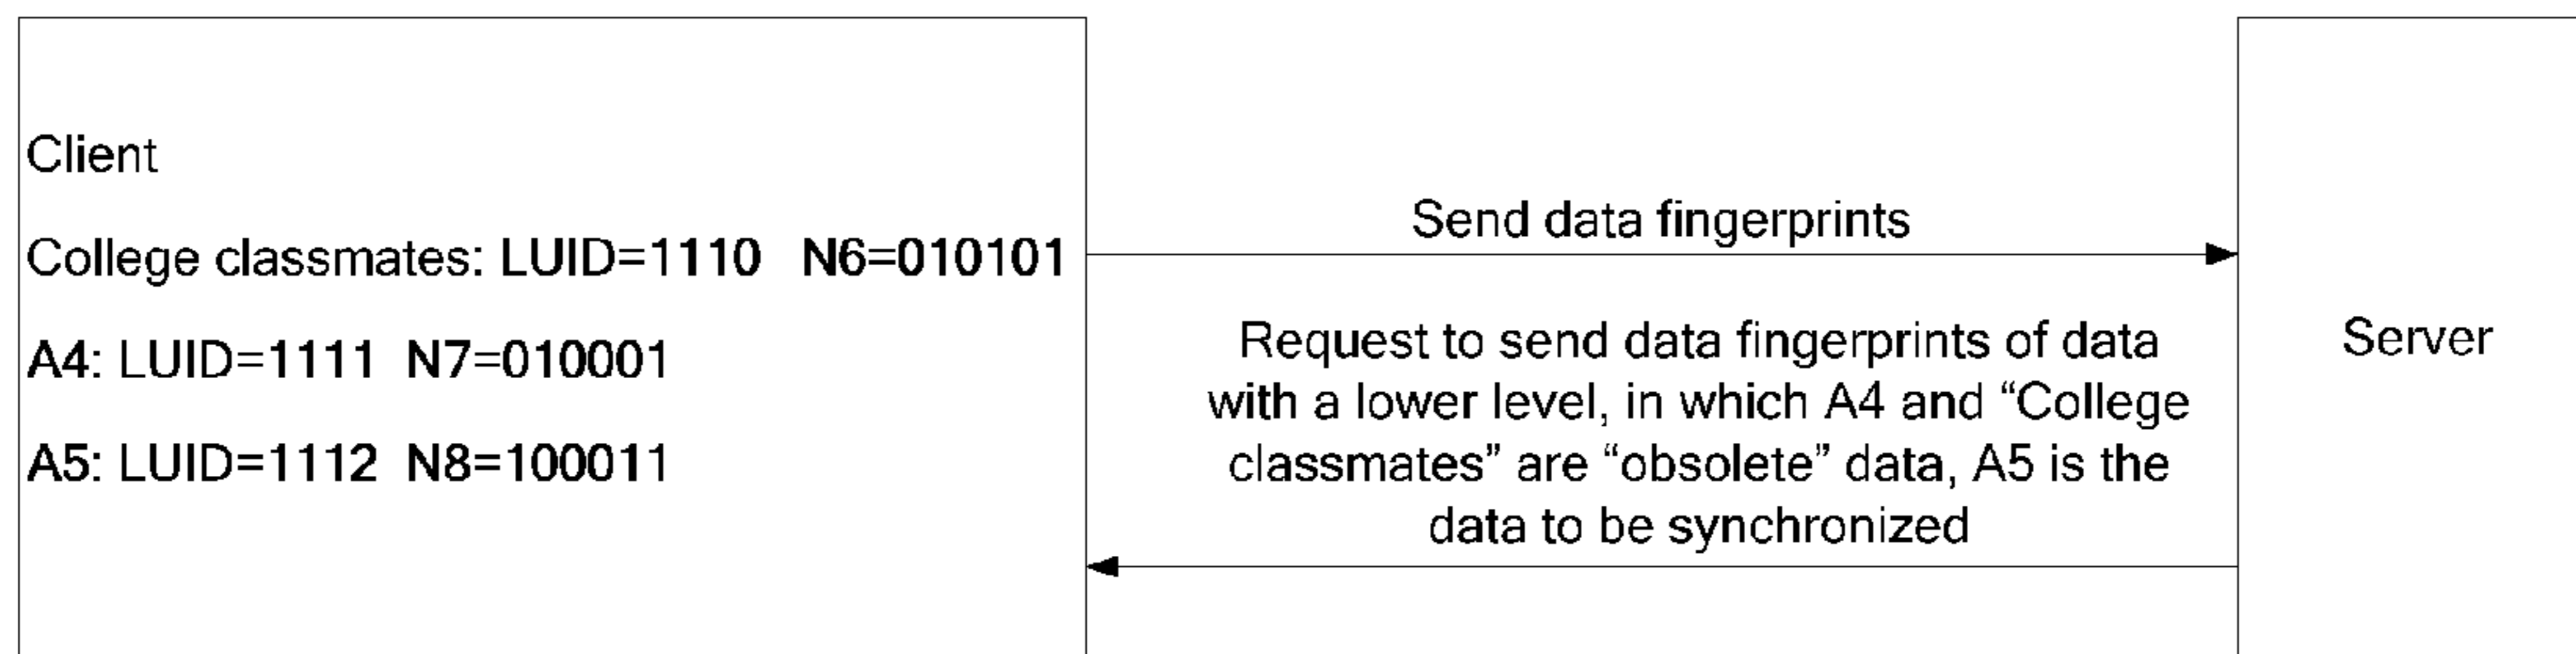 Client
College classmates: LUID=1110 N6=010101
A4: LUID=1111 N7=010001
A5: LUID=1112 N8=100011
Send data fingerprints
Request to send data fingerprints of data
with a lower level, in which A4 and “College
classmates” are “obsolete” data, A5 is the
data to be synchronized
Server